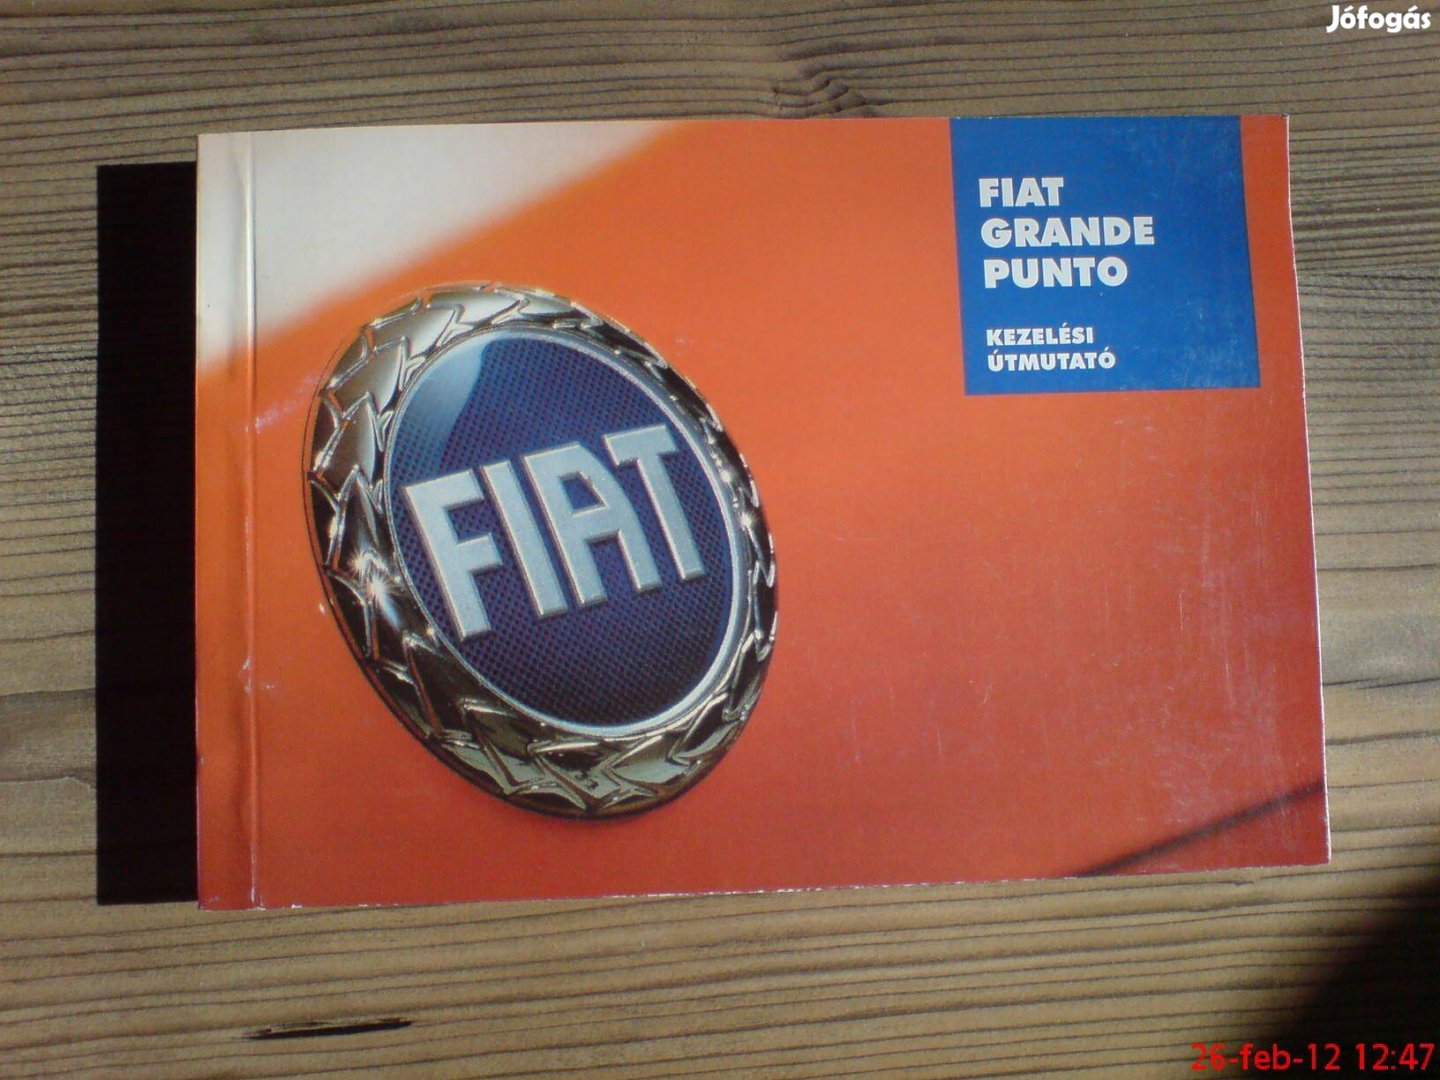 Jófogás
FIAT
GRANDE
PUNTO
KEZELÉSI
ÚTMUTATÓ
FIAT
26-feb-12 12:47